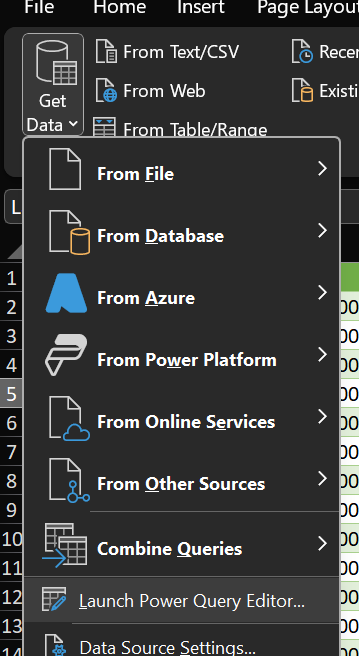 File Home Insert Page Layout
Get Data
From Text/CSV Recen
From Web Existi
From Table/Range
From File
From Database
From Azure
From Power Platform
From Online Services
From Other Sources
Combine Queries
Launch Power Query Editor...
Data Source Settings...
L
1
2 00
3 00
4 00
5 00
6 00
7 00
8 00
9 00
10 00
11 00
12 00
13 00
14 00